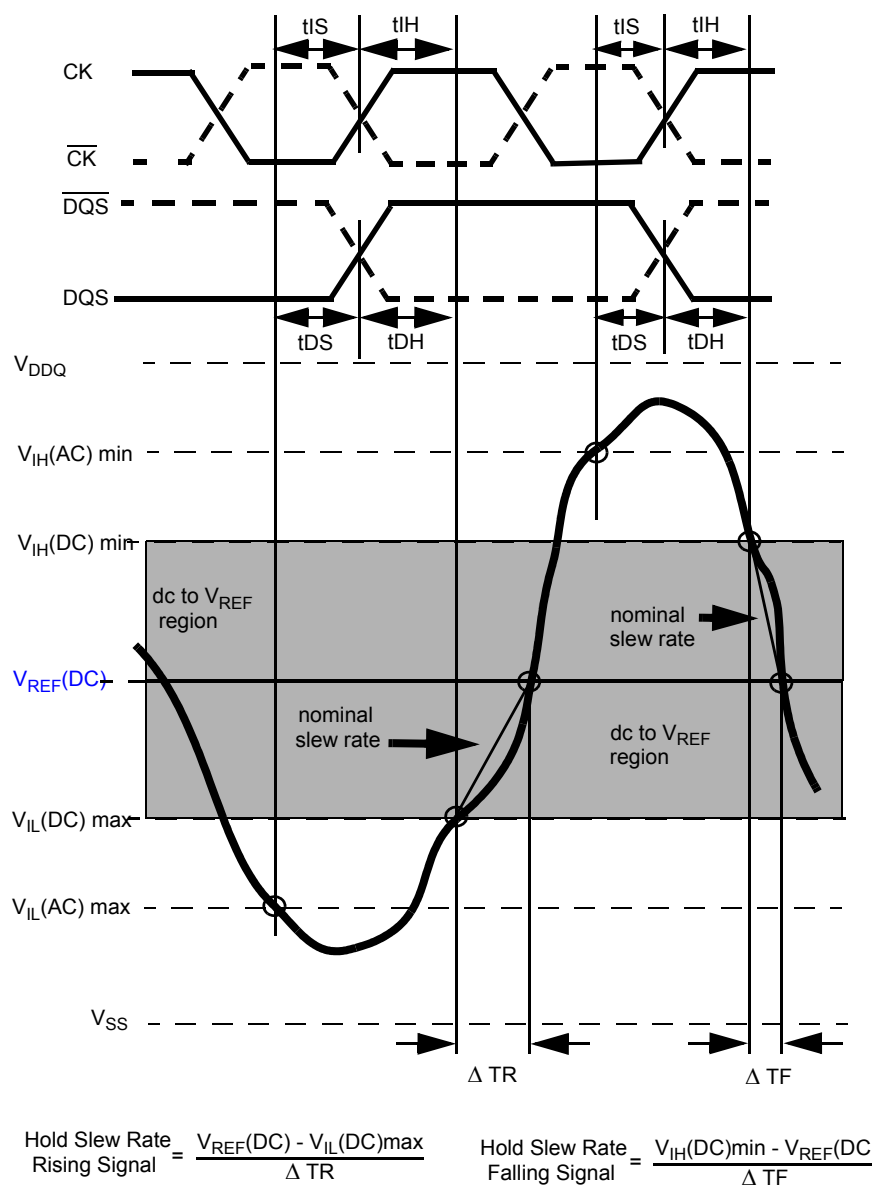 tIS tIH tIS tIH
CK
CK
DQS
DQS
tDS tDH tDS tDH
VDDQ
VIH(AC) min
VIH(DC) min
dc to VREF
region
nominal
slew rate
VREF(DC)
nominal
slew rate
dc to VREF
region
VIL(DC) max
VIL(AC) max
VSS
Δ TR Δ TF
Hold Slew Rate
Rising Signal
=
VREF(DC) - VIL(DC)max
Δ TR
Hold Slew Rate
Falling Signal
=
VIH(DC)min - VREF(DC
Δ TF